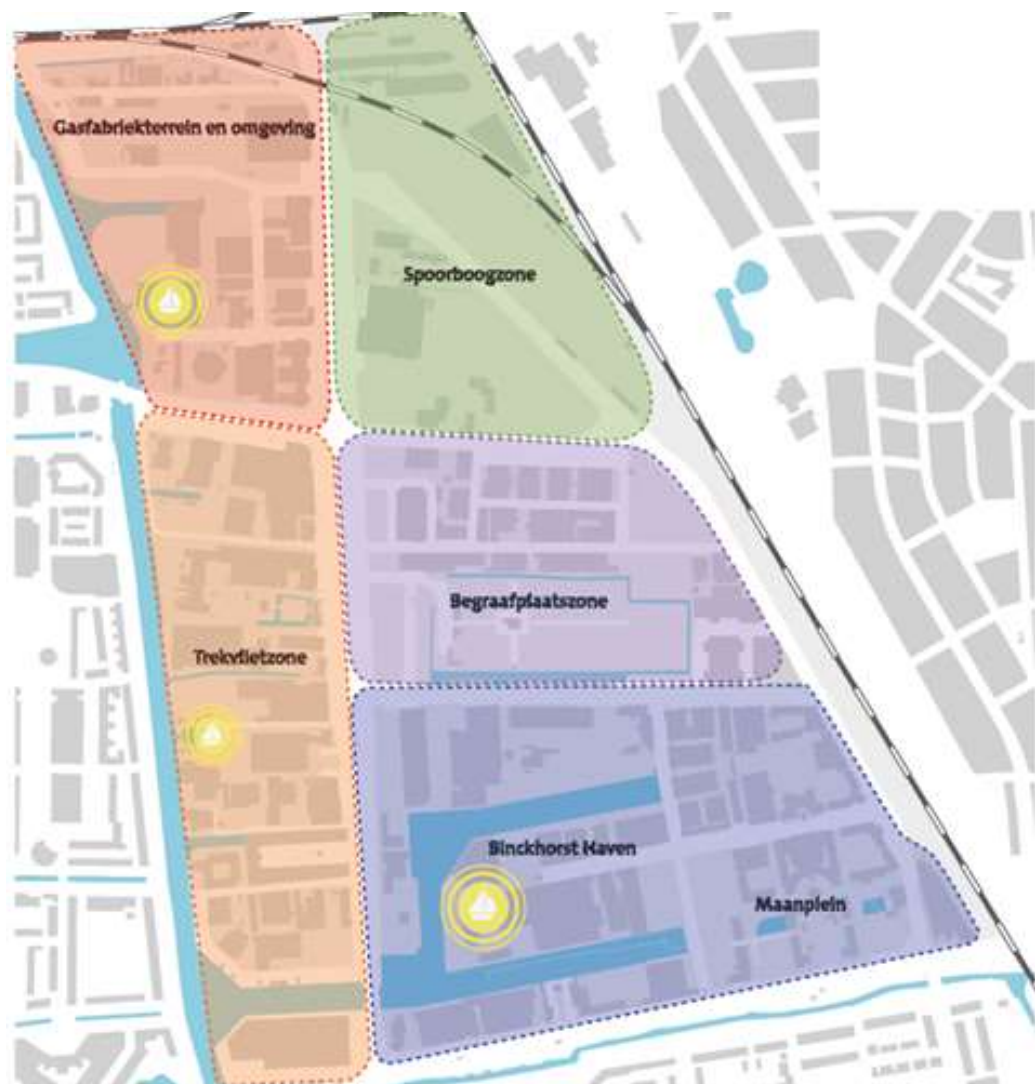 Gasfabriekterrein en omgeving
Spoorboogzone
Begraafplaatszone
Trekvlietzone
Binckhorst Haven
Maanplein